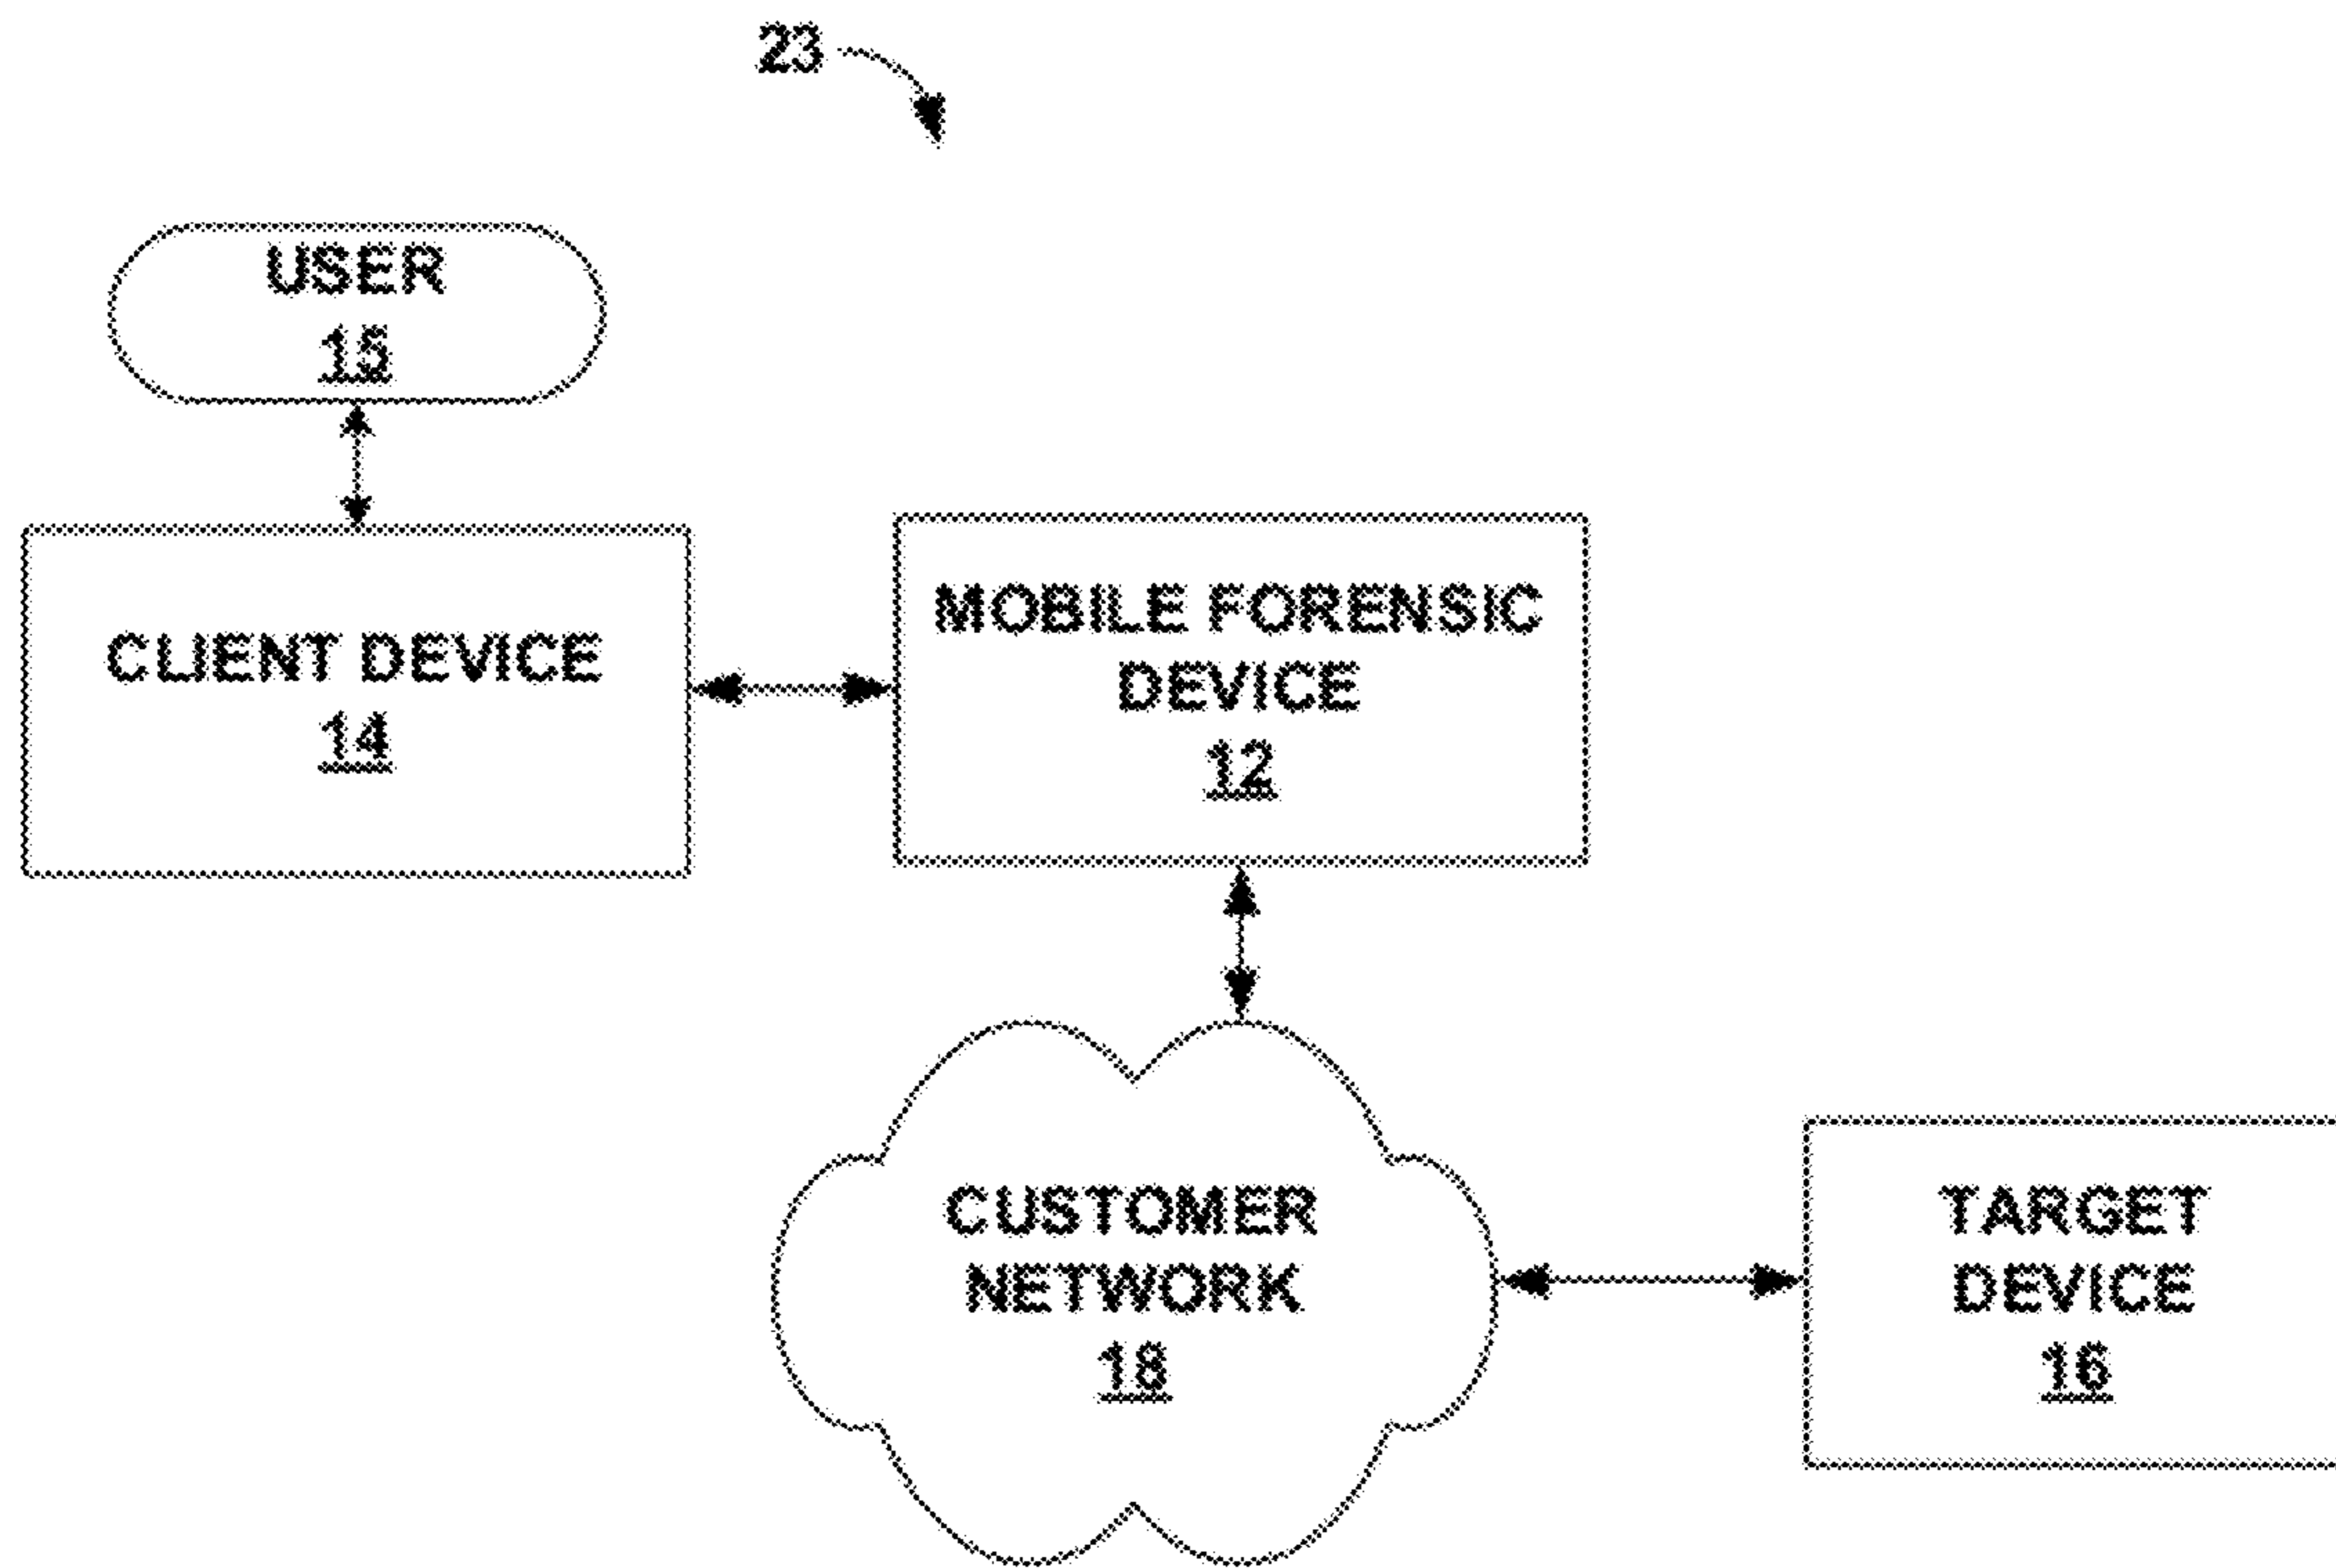 23
USER
15
CLIENT DEVICE
14
MOBILE FORENSIC
DEVICE
12
CUSTOMER
NETWORK
18
TARGET
DEVICE
16